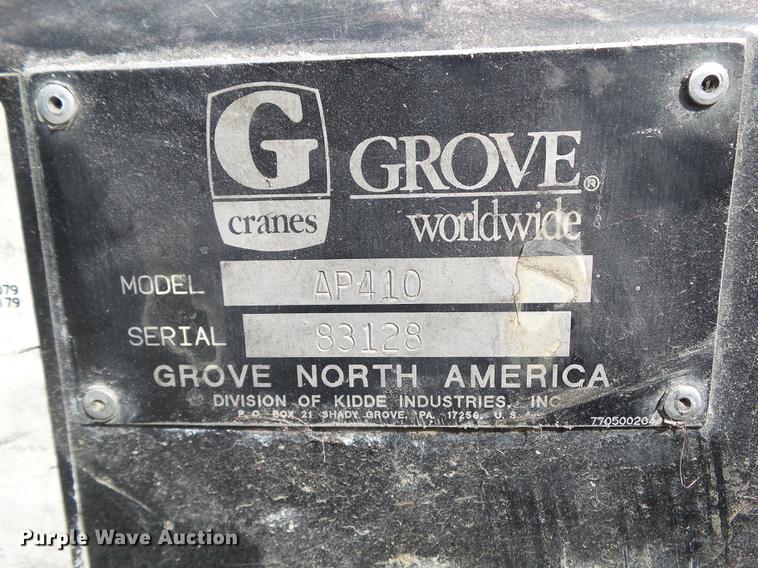 G
cranes
GROVE®
worldwide
MODEL AP410
SERIAL 83128
GROVE NORTH AMERICA
DIVISION OF KIDDE INDUSTRIES, INC.
P.O. BOX 21 SHADY GROVE, PA. 17256, U.S.
179
Purple Wave Auction